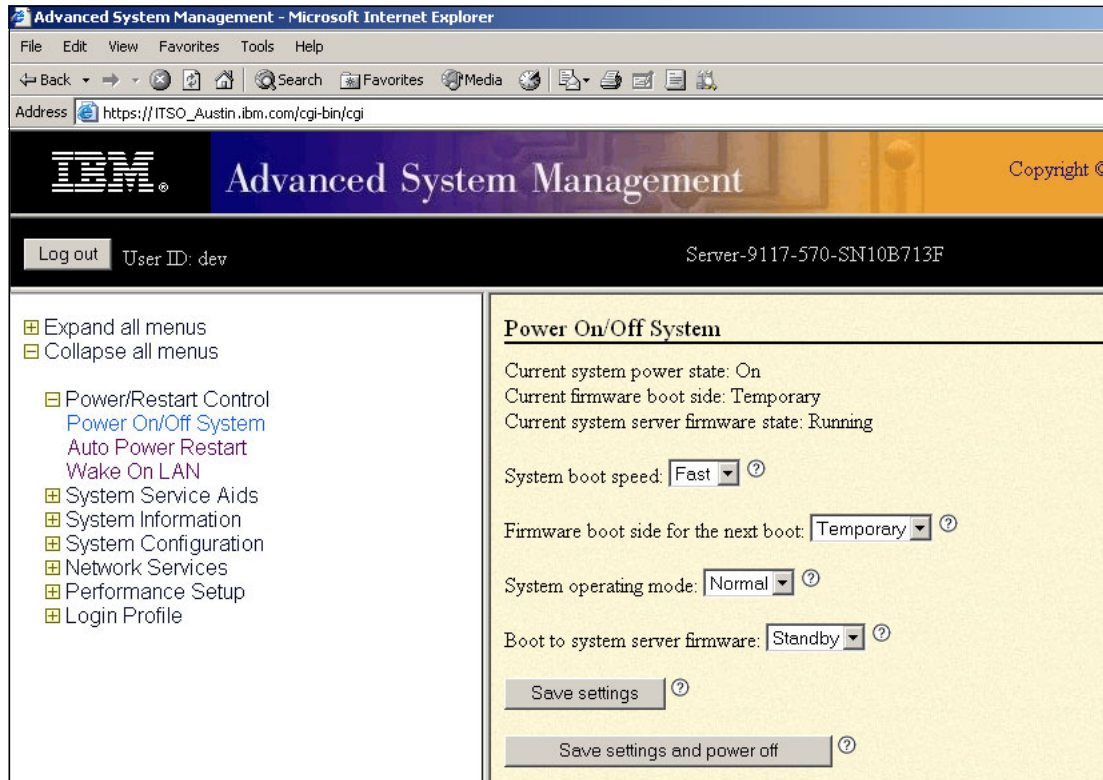 Advanced System Management - Microsoft Internet Explorer
File Edit View Favorites Tools Help
Back Search Favorites Media
Address https://ITSO_Austin.ibm.com/cgi-bin/cgi
IBM® Advanced System Management Copyright ©
Log out User ID: dev Server-9117-570-SN10B713F
Expand all menus
Collapse all menus
Power/Restart Control
Power On/Off System
Auto Power Restart
Wake On LAN
System Service Aids
System Information
System Configuration
Network Services
Performance Setup
Login Profile
Power On/Off System
Current system power state: On
Current firmware boot side: Temporary
Current system server firmware state: Running
System boot speed: Fast ?
Firmware boot side for the next boot: Temporary ?
System operating mode: Normal ?
Boot to system server firmware: Standby ?
Save settings ?
Save settings and power off ?